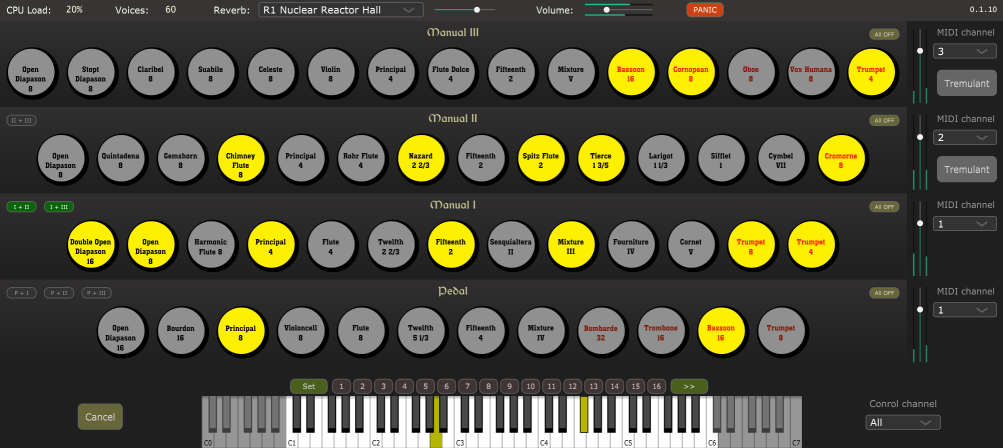 CPU Load: 20% Voices: 60 Reverb: R1 Nuclear Reactor Hall Volume: PANIC 0.1.10
Manual III All OFF MIDI channel
3
Open Diapason 8 Stopt Diapason 8 Claribel 8 Suabile 8 Celeste 8 Violin 8 Principal 4 Flute Dolce 4 Fifteenth 2 Mixture V Bassoon 16 Cornopean 8 Oboe 8 Vox Humana 8 Trumpet 4
Tremulant
II + III Manual II All OFF MIDI channel
2
Open Diapason 8 Quintadena 8 Gemshorn 8 Chimney Flute 8 Principal 4 Rohr Flute 4 Nazard 2 2/3 Fifteenth 2 Spitz Flute 2 Tierce 1 3/5 Larigot 1 1/3 Sifflet 1 Cymbel VII Cromorne 8
Tremulant
I + II I + III Manual I All OFF MIDI channel
1
Double Open Diapason 16 Open Diapason 8 Harmonic Flute 8 Principal 4 Flute 4 Twelfth 2 2/3 Fifteenth 2 Sesquialtera II Mixture III Fourniture IV Cornet V Trumpet 8 Trumpet 4
P + I P + II P + III Pedal All OFF MIDI channel
1
Open Diapason 16 Bourdon 16 Principal 8 Violoncell 8 Flute 8 Twelfth 5 1/3 Fifteenth 4 Mixture IV Bombarde 32 Trombone 16 Bassoon 16 Trumpet 8
Set 1 2 3 4 5 6 7 8 9 10 11 12 13 14 15 16 >>
Cancel Conrol channel
All
C0 C1 C2 C3 C4 C5 C6 C7